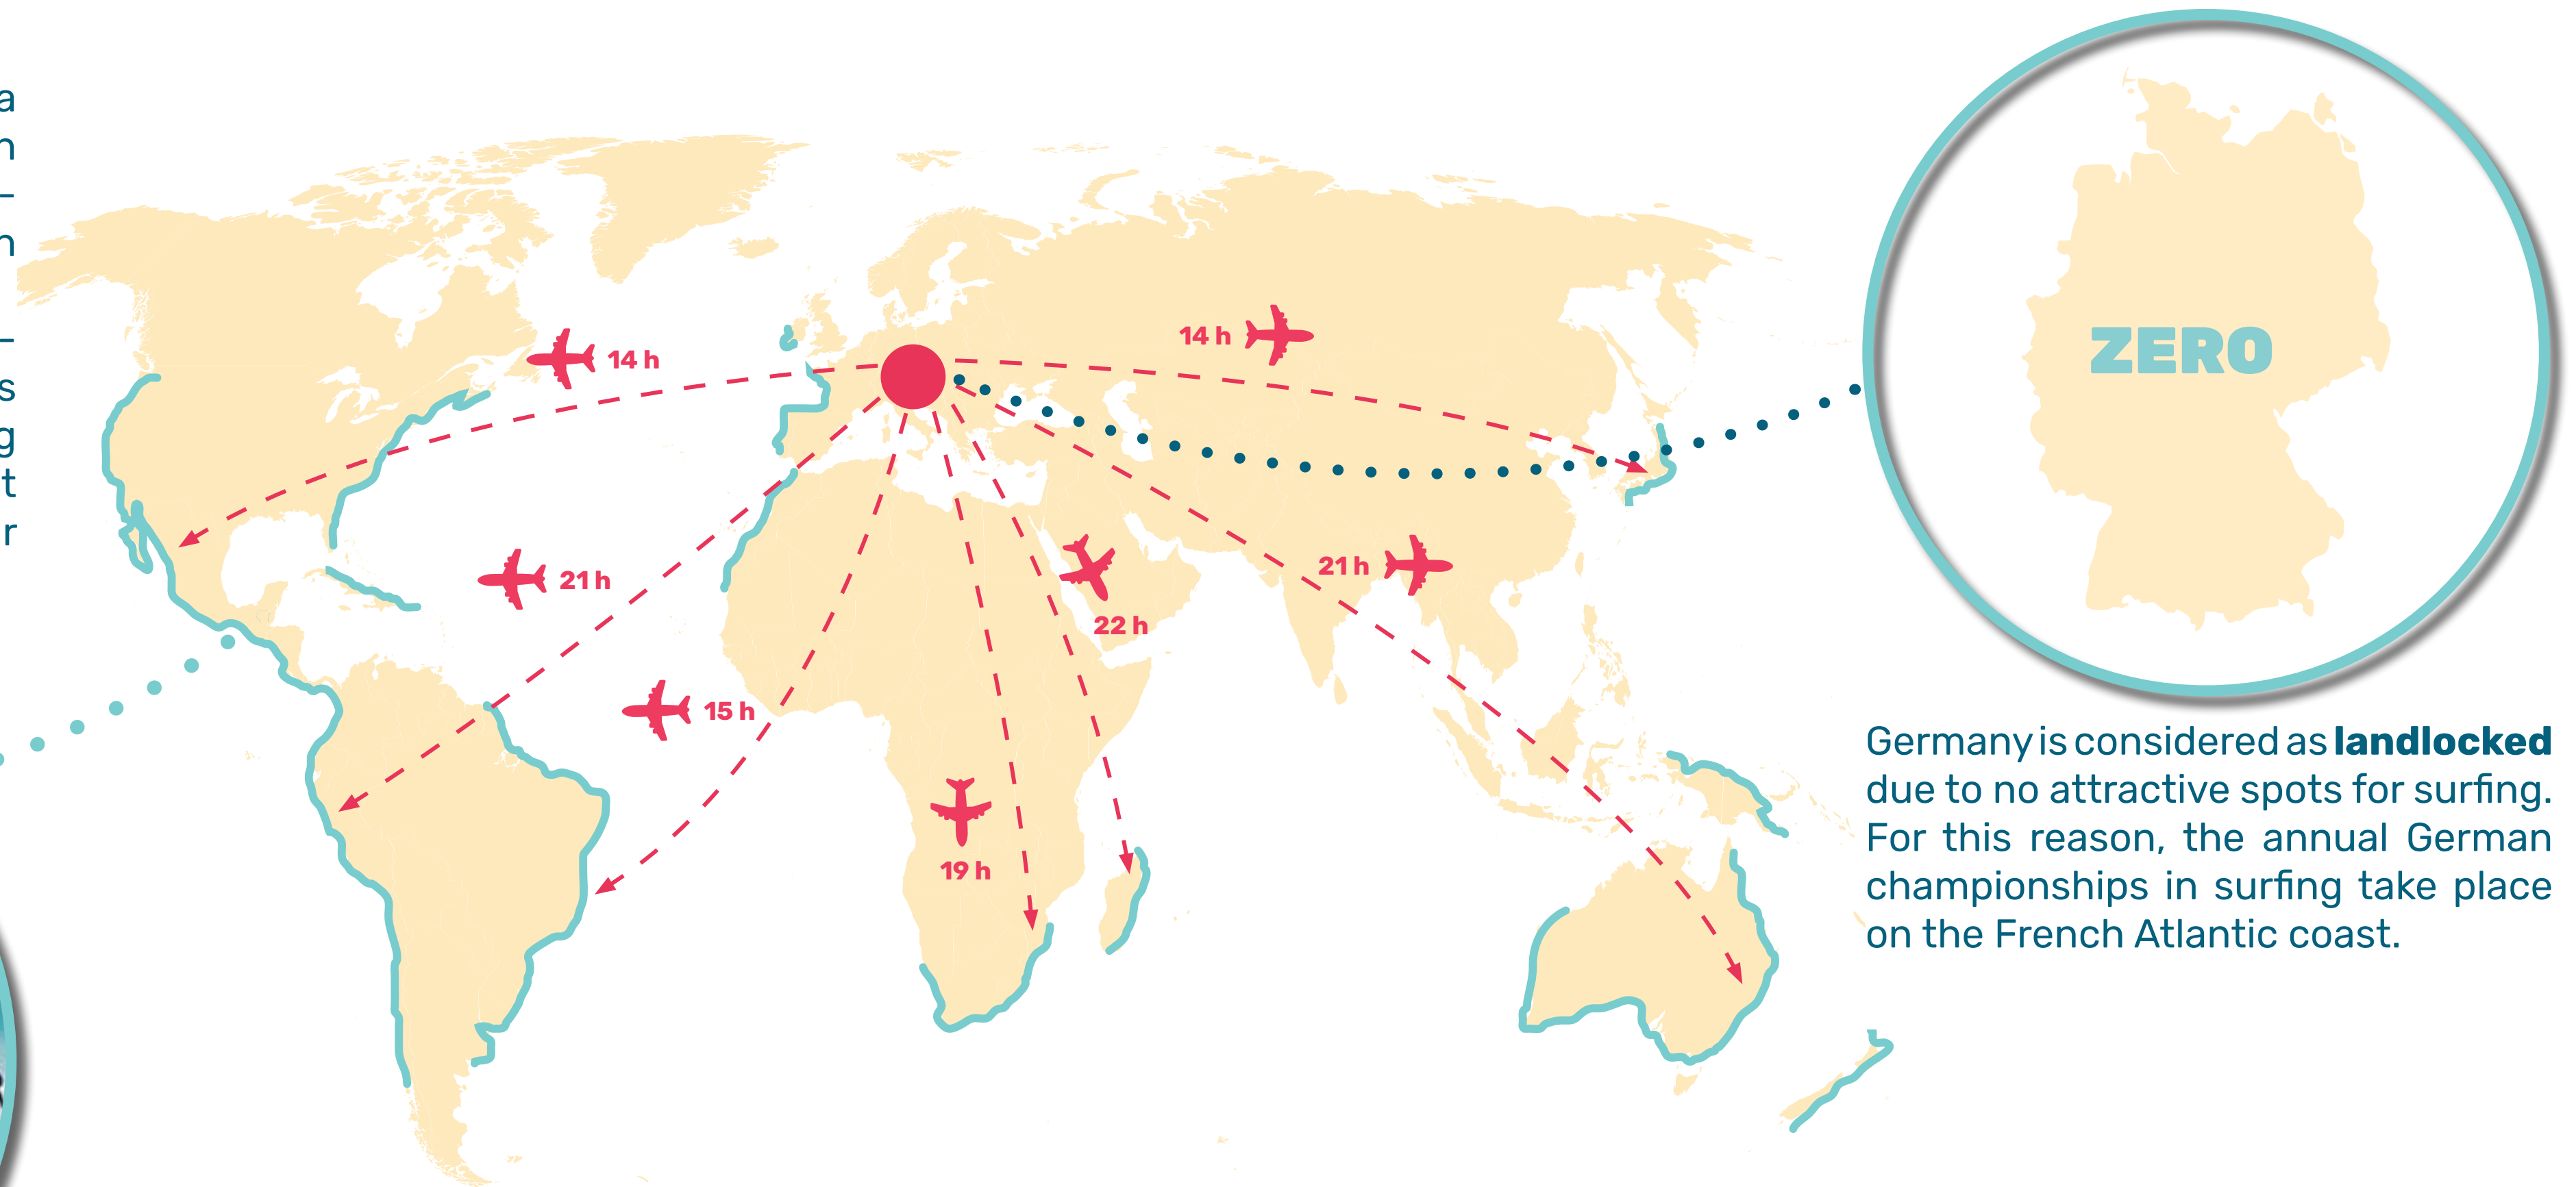 a
n
–
n
–
s
g
t
r
14 h
14 h
ZERO
21 h
21 h
22 h
15 h
19 h
Germany is considered as landlocked
due to no attractive spots for surfing.
For this reason, the annual German
championships in surfing take place
on the French Atlantic coast.